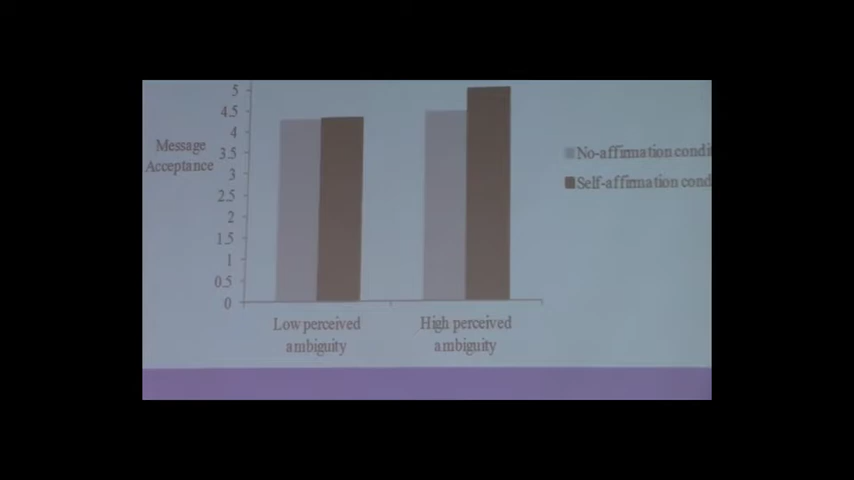 5
4.5
4
3.5
3
2.5
2
1.5
1
0.5
0
Message
Acceptance
Low perceived
ambiguity
High perceived
ambiguity
No-affirmation condi
Self-affirmation cond